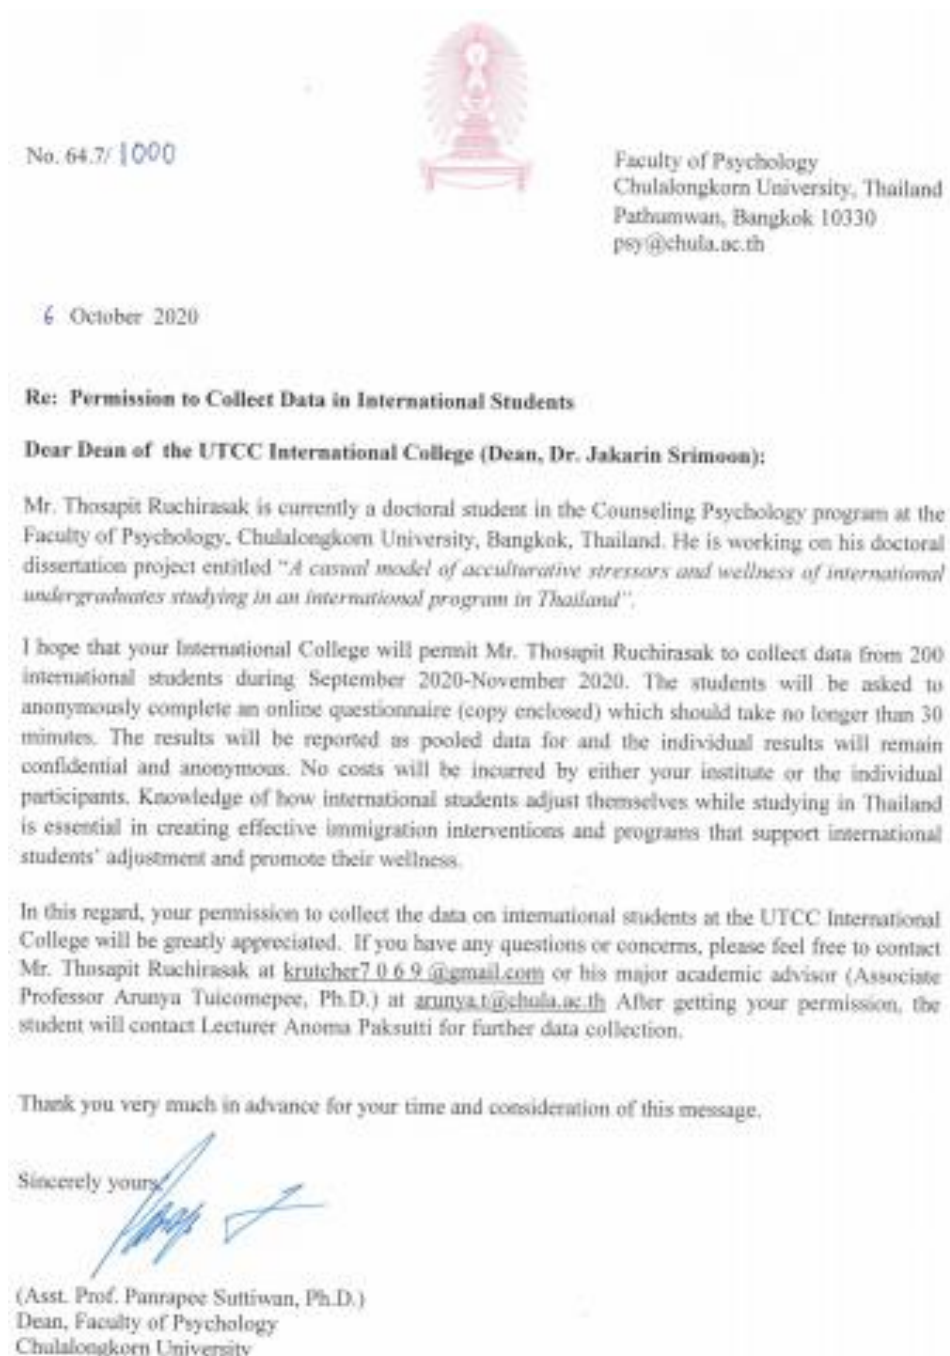 No. 64.7/ 1000
Faculty of Psychology
Chulalongkorn University, Thailand
Pathumwan, Bangkok 10330
psy@chula.ac.th
6 October 2020
Re: Permission to Collect Data in International Students
Dear Dean of the UTCC International College (Dean, Dr. Jakarin Srimoon):
Mr. Thosapit Ruchirasak is currently a doctoral student in the Counseling Psychology program at the
Faculty of Psychology, Chulalongkorn University, Bangkok, Thailand. He is working on his doctoral
dissertation project entitled “A casual model of acculturative stressors and wellness of international
undergraduates studying in an international program in Thailand”.
I hope that your International College will permit Mr. Thosapit Ruchirasak to collect data from 200
international students during September 2020-November 2020. The students will be asked to
anonymously complete an online questionnaire (copy enclosed) which should take no longer than 30
minutes. The results will be reported as pooled data for and the individual results will remain
confidential and anonymous. No costs will be incurred by either your institute or the individual
participants. Knowledge of how international students adjust themselves while studying in Thailand
is essential in creating effective immigration interventions and programs that support international
students’ adjustment and promote their wellness.
In this regard, your permission to collect the data on international students at the UTCC International
College will be greatly appreciated. If you have any questions or concerns, please feel free to contact
Mr. Thosapit Ruchirasak at krutcher7 0 6 9 @gmail.com or his major academic advisor (Associate
Professor Arunya Tuicomepee, Ph.D.) at arunya.t@chula.ac.th After getting your permission, the
student will contact Lecturer Anoma Paksutti for further data collection.
Thank you very much in advance for your time and consideration of this message.
Sincerely yours,
(Asst. Prof. Panrapee Suttiwan, Ph.D.)
Dean, Faculty of Psychology
Chulalongkorn University